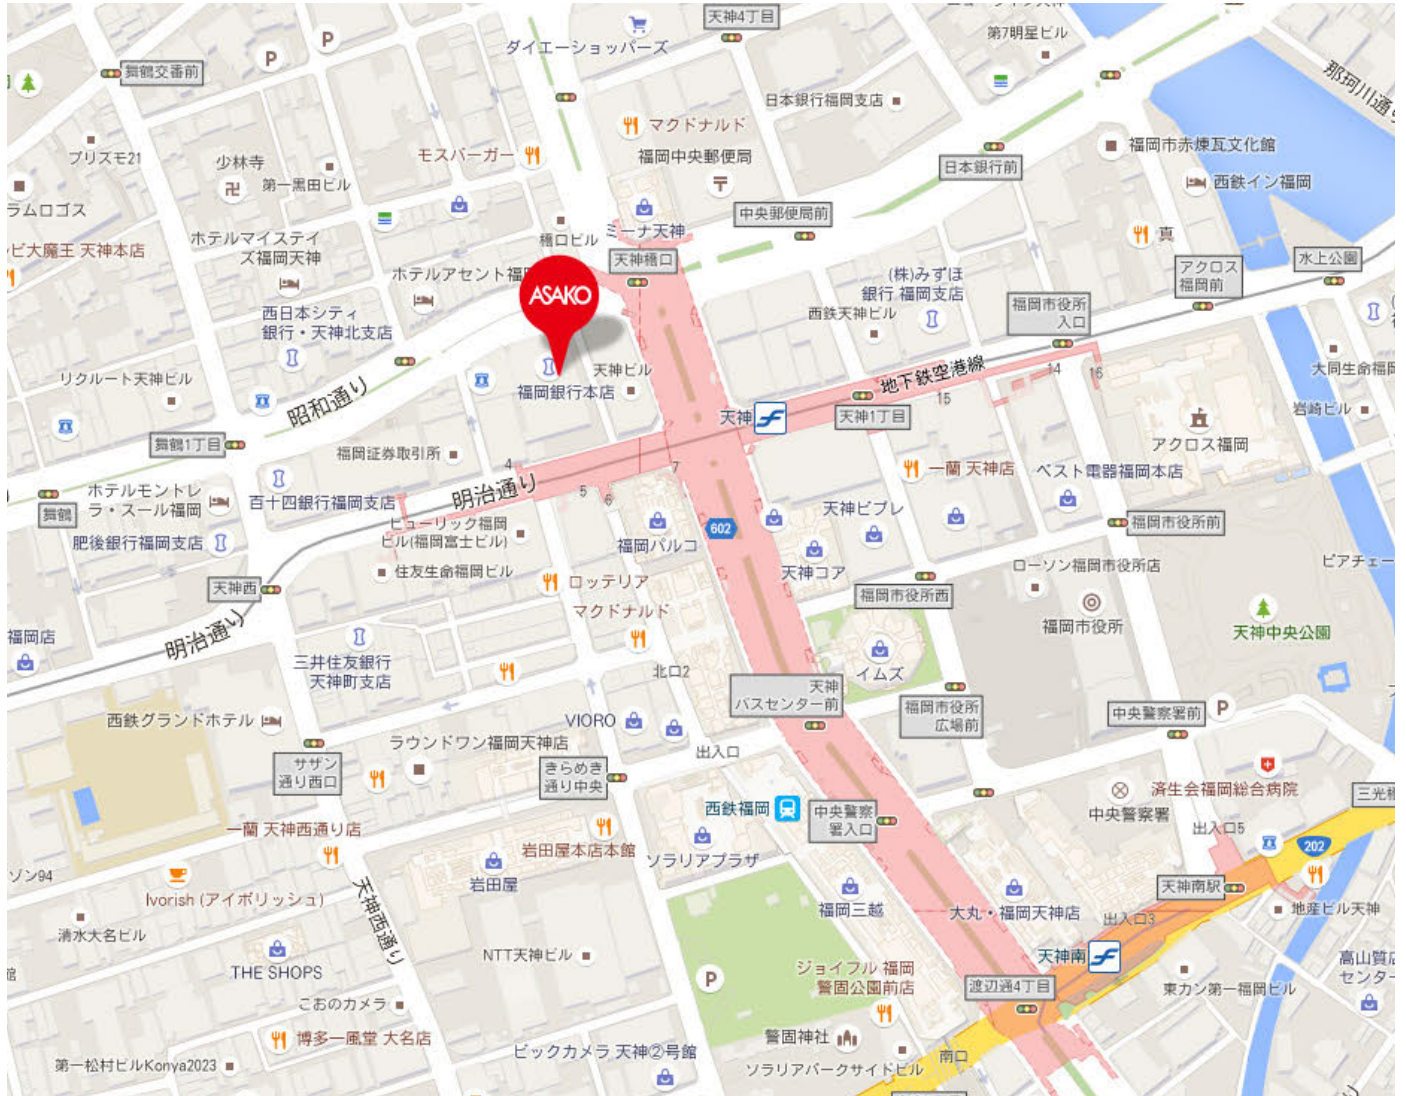 天神4丁目
ダイエーショッパーズ
第7明星ビル
舞鶴交番前
P
P
那珂川通り
日本銀行福岡支店
マクドナルド
プリズモ21
少林寺
第一黒田ビル
モスバーガー
福岡中央郵便局
日本銀行前
福岡市赤煉瓦文化館
西鉄イン福岡
ラムロゴス
ビ大魔王 天神本店
ホテルマイステイ
ズ福岡天神
橋口ビル
ミーナ天神
中央郵便局前
真
天神橋口
ホテルアセント福
ASAKO
(株)みずほ
銀行 福岡支店
アクロス
福岡前
水上公園
西日本シティ
銀行・天神北支店
西鉄天神ビル
福岡市役所
入口
リクルート天神ビル
昭和通り
福岡銀行本店
天神ビル
地下鉄空港線
14
16
15
大同生命福岡
岩崎ビル
天神
天神1丁目
アクロス福岡
舞鶴1丁目
福岡証券取引所
4
7
5
6
一蘭 天神店
ベスト電器福岡本店
ホテルモントレ
ラ・スール福岡
百十四銀行福岡支店
明治通り
舞鶴
肥後銀行福岡支店
ヒューリック福岡
ビル(福岡富士ビル)
福岡パルコ
602
天神ビブレ
福岡市役所前
天神西
住友生命福岡ビル
ロッテリア
天神コア
福岡市役所西
ローソン福岡市役所店
ピアチェー
マクドナルド
福岡市役所
天神中央公園
福岡店
明治通り
三井住友銀行
天神町支店
北口2
イムズ
天神
バスセンター前
福岡市役所
広場前
中央警察署前
P
西鉄グランドホテル
VIORO
ラウンドワン福岡天神店
出入口
サザン
通り西口
きらめき
通り中央
西鉄福岡
中央警察
署入口
中央警察署
済生会福岡総合病院
三光橋
出入口5
202
一蘭 天神西通り店
岩田屋本店本館
ソラリアプラザ
岩田屋
ゾン94
Ivorish (アイボリッシュ)
天神西通り
福岡三越
大丸・福岡天神店
天神南駅
出入口3
地産ビル天神
清水大名ビル
THE SHOPS
NTT天神ビル
P
ジョイフル 福岡
警固公園前店
天神南
渡辺通4丁目
東カン第一福岡ビル
高山質店
センター
こおのカメラ
博多一風堂 大名店
第一松村ビルKonya2023
ビックカメラ 天神②号館
警固神社
ソラリアパークサイドビル
南口